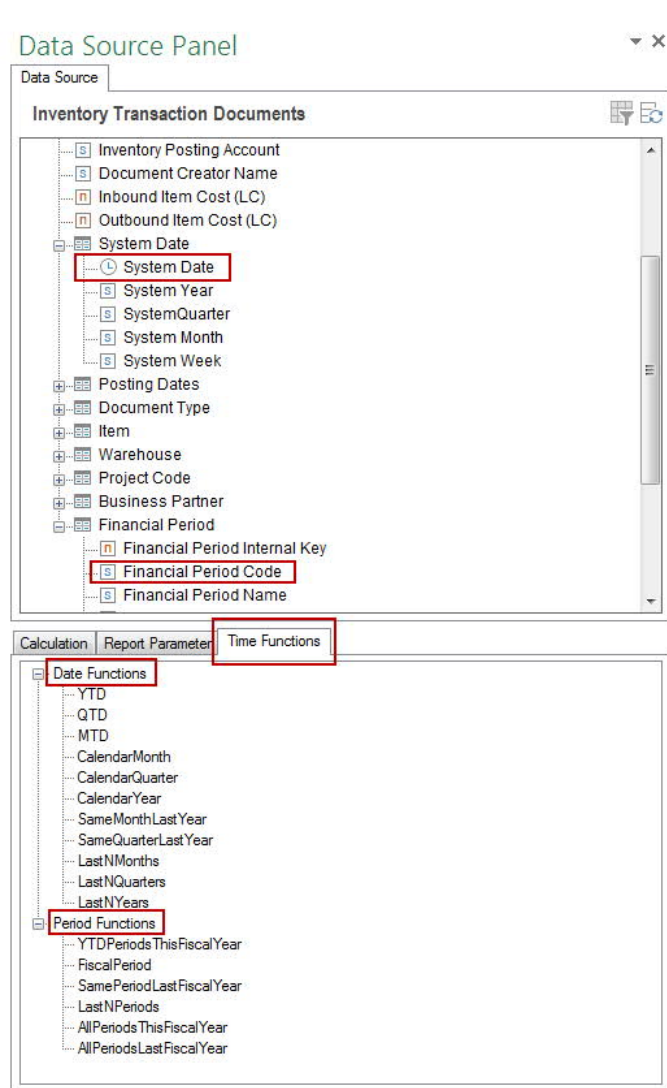 Data Source Panel
Data Source
Inventory Transaction Documents
Inventory Posting Account
Document Creator Name
Inbound Item Cost (LC)
Outbound Item Cost (LC)
System Date
System Date
System Year
SystemQuarter
System Month
System Week
Posting Dates
Document Type
Item
Warehouse
Project Code
Business Partner
Financial Period
Financial Period Internal Key
Financial Period Code
Financial Period Name
Calculation Report Parameter Time Functions
Date Functions
YTD
QTD
MTD
CalendarMonth
CalendarQuarter
CalendarYear
SameMonthLastYear
SameQuarterLastYear
LastNMonths
LastNQuarters
LastNYears
Period Functions
YTDPeriodsThisFiscalYear
FiscalPeriod
SamePeriodLastFiscalYear
LastNPeriods
AllPeriodsThisFiscalYear
AllPeriodsLastFiscalYear